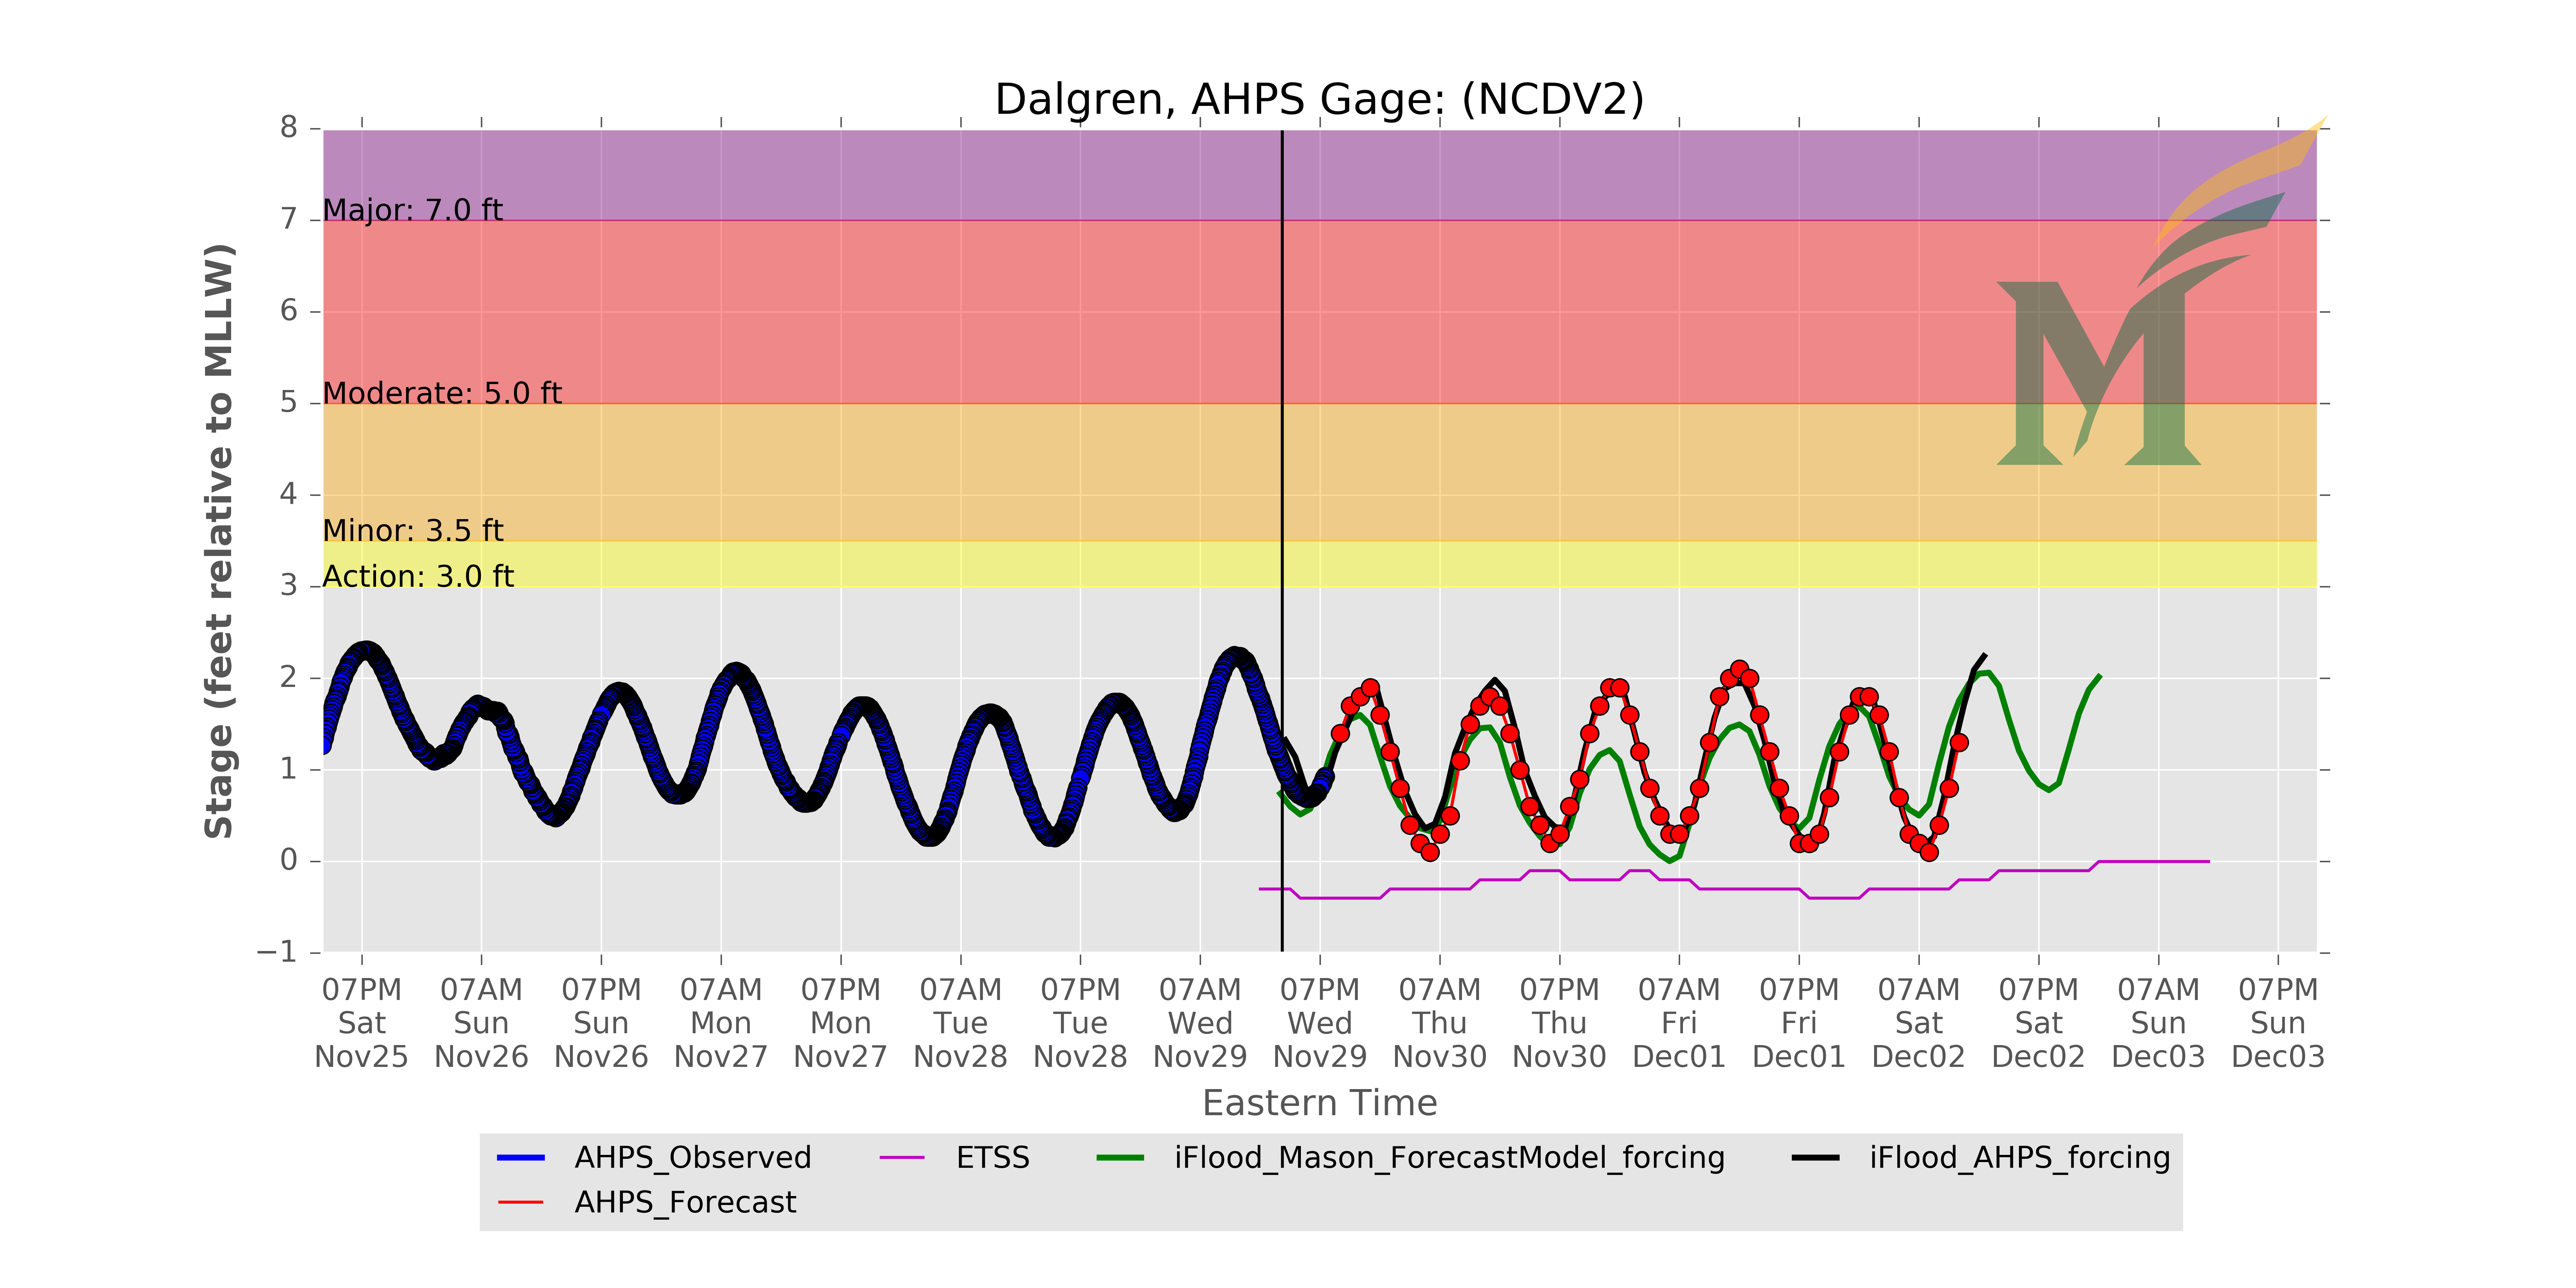 Dalgren, AHPS Gage: (NCDV2)
8
7
6
5
4
3
2
1
0
−1
Stage (feet relative to MLLW)
Major: 7.0 ft
Moderate: 5.0 ft
Minor: 3.5 ft
Action: 3.0 ft
07PM 07AM 07PM 07AM 07PM 07AM 07PM 07AM 07PM 07AM 07PM 07AM 07PM 07AM 07PM 07AM 07PM
Sat Sun Sun Mon Mon Tue Tue Wed Wed Thu Thu Fri Fri Sat Sat Sun Sun
Nov25 Nov26 Nov26 Nov27 Nov27 Nov28 Nov28 Nov29 Nov29 Nov30 Nov30 Dec01 Dec01 Dec02 Dec02 Dec03 Dec03
Eastern Time
AHPS_Observed ETSS iFlood_Mason_ForecastModel_forcing iFlood_AHPS_forcing
AHPS_Forecast
M